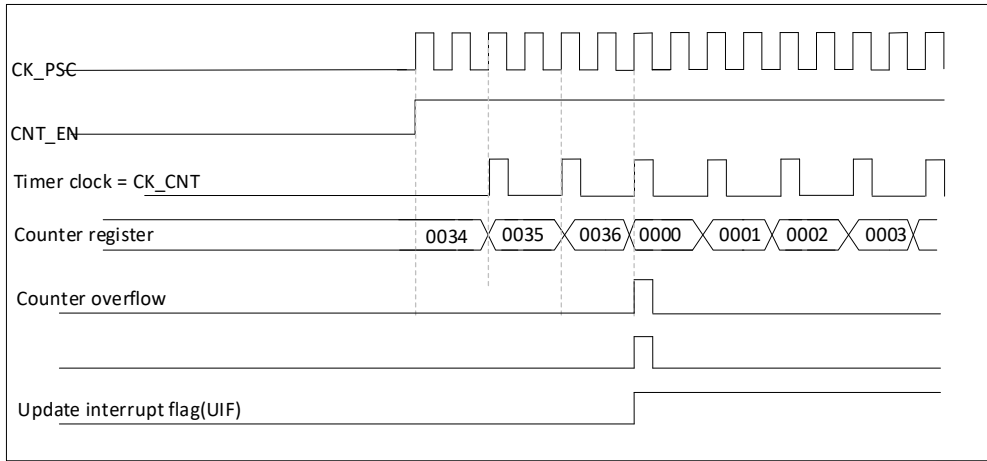 CK_PSC
CNT_EN
Timer clock = CK_CNT
Counter register
0034 0035 0036 0000 0001 0002 0003
Counter overflow
Update interrupt flag(UIF)